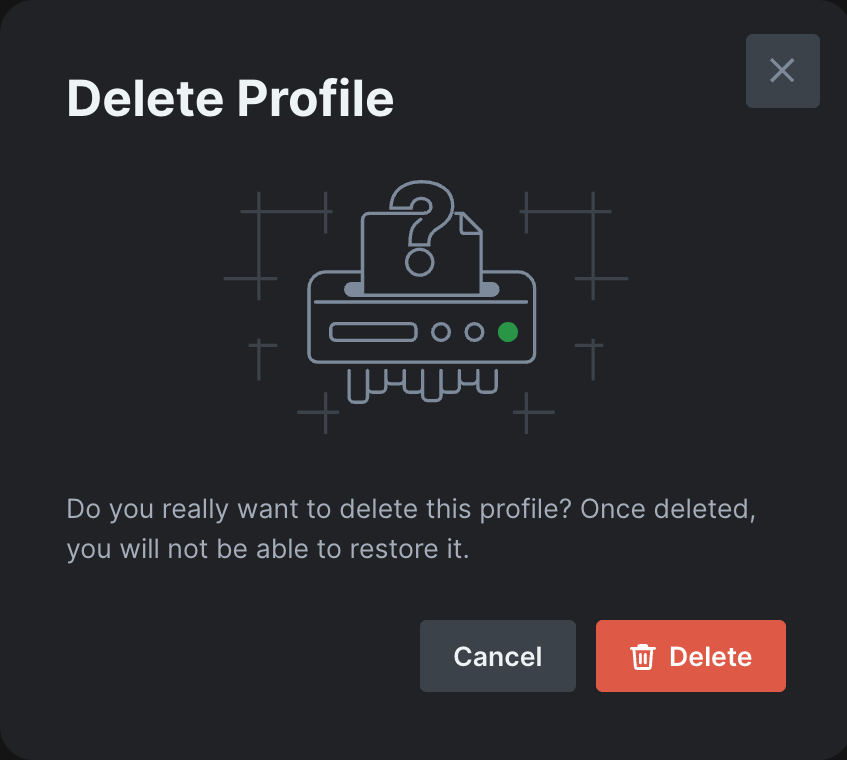 Delete Profile
Do you really want to delete this profile? Once deleted,
you will not be able to restore it.
Cancel
Delete